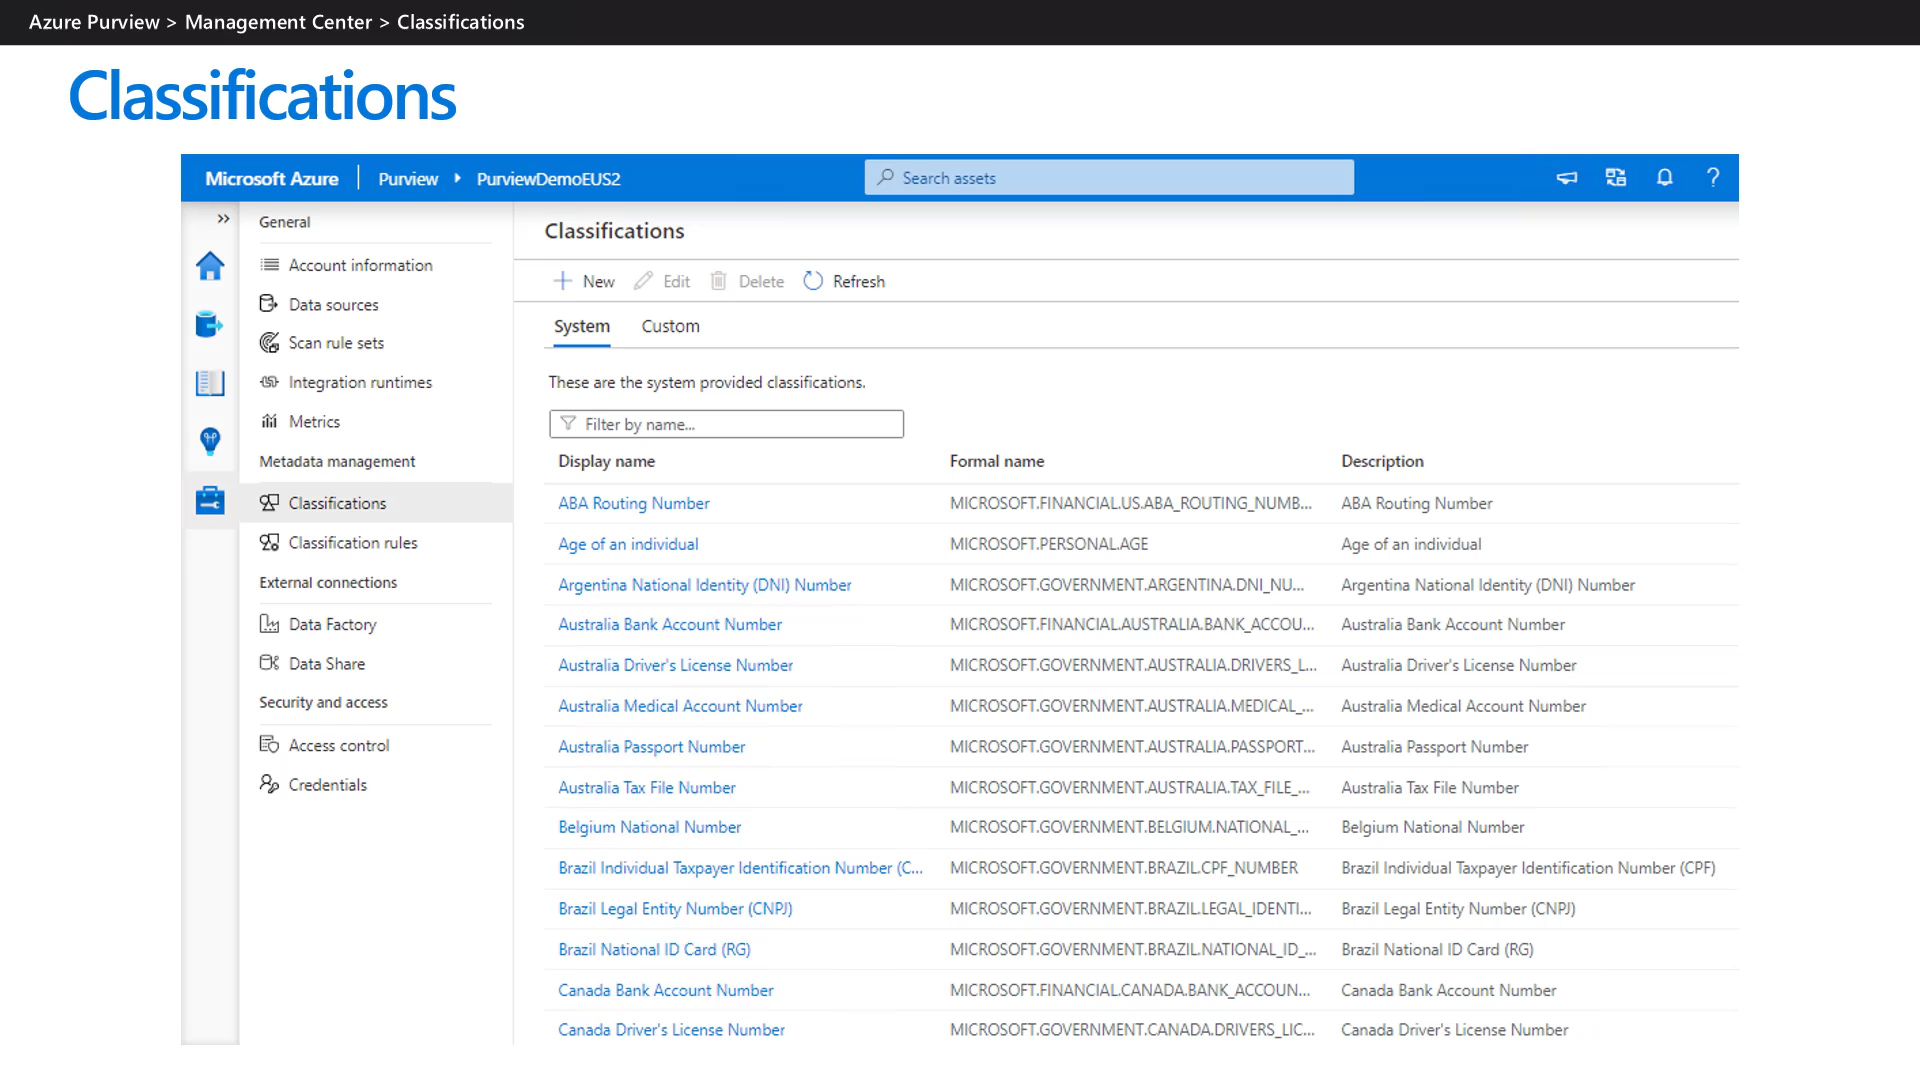 Azure Purview > Management Center > Classifications
Classifications
Microsoft Azure | Purview ▸ PurviewDemoEUS2
Search assets
?
»
General
Account information
Data sources
Scan rule sets
Integration runtimes
Metrics
Metadata management
Classifications
Classification rules
External connections
Data Factory
Data Share
Security and access
Access control
Credentials
Classifications
+ New Edit Delete Refresh
System Custom
These are the system provided classifications.
Filter by name...
Display name Formal name Description
ABA Routing Number MICROSOFT.FINANCIAL.US.ABA_ROUTING_NUMB... ABA Routing Number
Age of an individual MICROSOFT.PERSONAL.AGE Age of an individual
Argentina National Identity (DNI) Number MICROSOFT.GOVERNMENT.ARGENTINA.DNI_NU... Argentina National Identity (DNI) Number
Australia Bank Account Number MICROSOFT.FINANCIAL.AUSTRALIA.BANK_ACCOU... Australia Bank Account Number
Australia Driver's License Number MICROSOFT.GOVERNMENT.AUSTRALIA.DRIVERS_L... Australia Driver's License Number
Australia Medical Account Number MICROSOFT.GOVERNMENT.AUSTRALIA.MEDICAL_... Australia Medical Account Number
Australia Passport Number MICROSOFT.GOVERNMENT.AUSTRALIA.PASSPORT... Australia Passport Number
Australia Tax File Number MICROSOFT.GOVERNMENT.AUSTRALIA.TAX_FILE_... Australia Tax File Number
Belgium National Number MICROSOFT.GOVERNMENT.BELGIUM.NATIONAL_... Belgium National Number
Brazil Individual Taxpayer Identification Number (C... MICROSOFT.GOVERNMENT.BRAZIL.CPF_NUMBER Brazil Individual Taxpayer Identification Number (CPF)
Brazil Legal Entity Number (CNPJ) MICROSOFT.GOVERNMENT.BRAZIL.LEGAL_IDENTI... Brazil Legal Entity Number (CNPJ)
Brazil National ID Card (RG) MICROSOFT.GOVERNMENT.BRAZIL.NATIONAL_ID_... Brazil National ID Card (RG)
Canada Bank Account Number MICROSOFT.FINANCIAL.CANADA.BANK_ACCOUN... Canada Bank Account Number
Canada Driver's License Number MICROSOFT.GOVERNMENT.CANADA.DRIVERS_LIC... Canada Driver's License Number